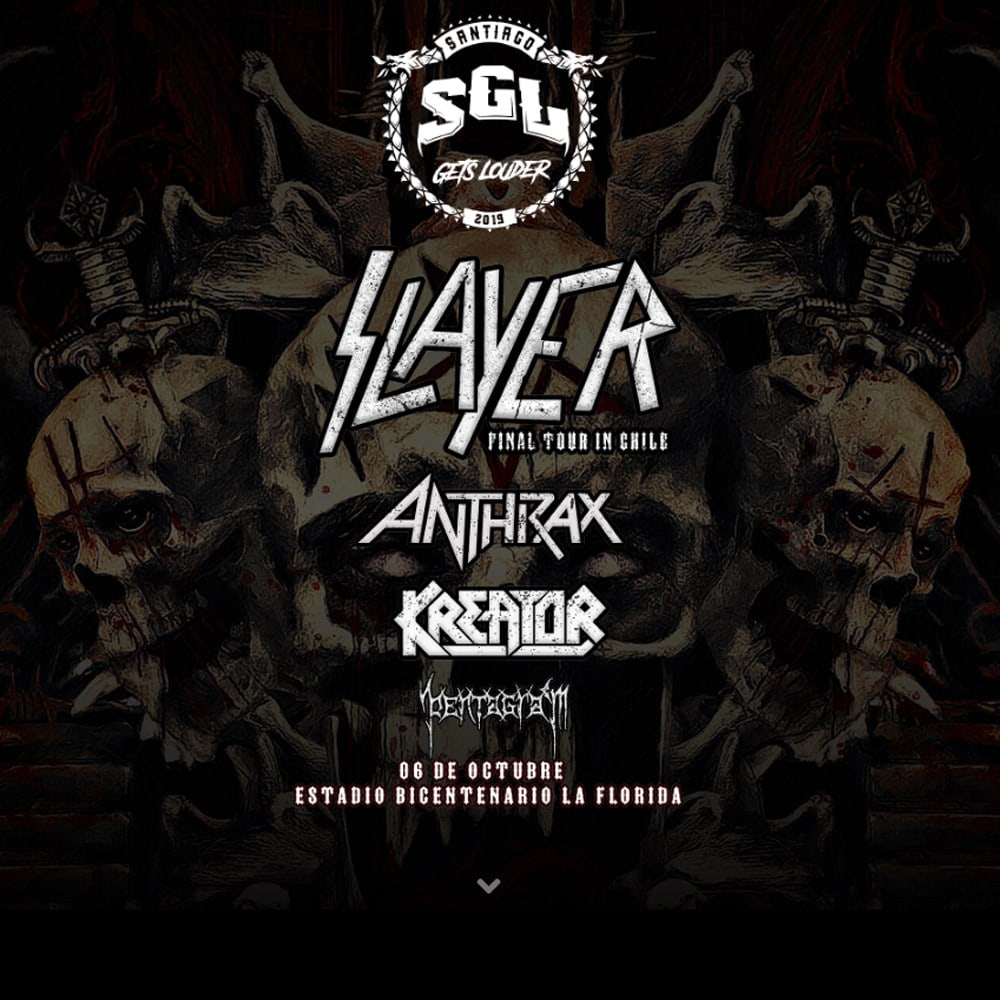 SANTIAGO
SGL
GETS LOUDER
2019
SLAYER
FINAL TOUR IN CHILE
ANTHRAX
KREATOR
PENTAGRAM
06 DE OCTUBRE
ESTADIO BICENTENARIO LA FLORIDA